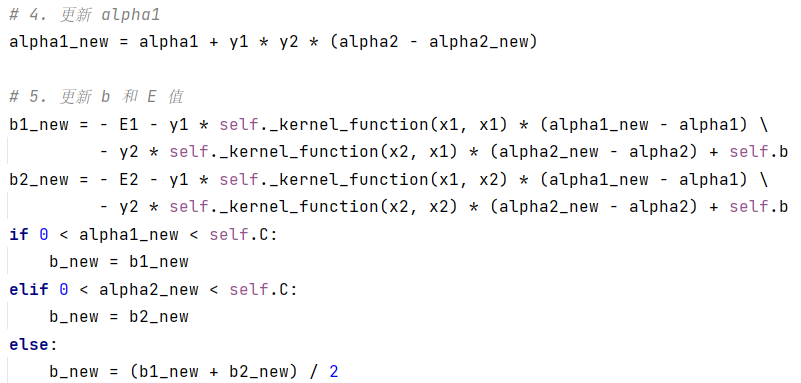 # 4. 更新 alpha1
alpha1_new = alpha1 + y1 * y2 * (alpha2 - alpha2_new)
# 5. 更新 b 和 E 值
b1_new = - E1 - y1 * self._kernel_function(x1, x1) * (alpha1_new - alpha1) \
- y2 * self._kernel_function(x2, x1) * (alpha2_new - alpha2) + self.b
b2_new = - E2 - y1 * self._kernel_function(x1, x2) * (alpha1_new - alpha1) \
- y2 * self._kernel_function(x2, x2) * (alpha2_new - alpha2) + self.b
if 0 < alpha1_new < self.C:
b_new = b1_new
elif 0 < alpha2_new < self.C:
b_new = b2_new
else:
b_new = (b1_new + b2_new) / 2